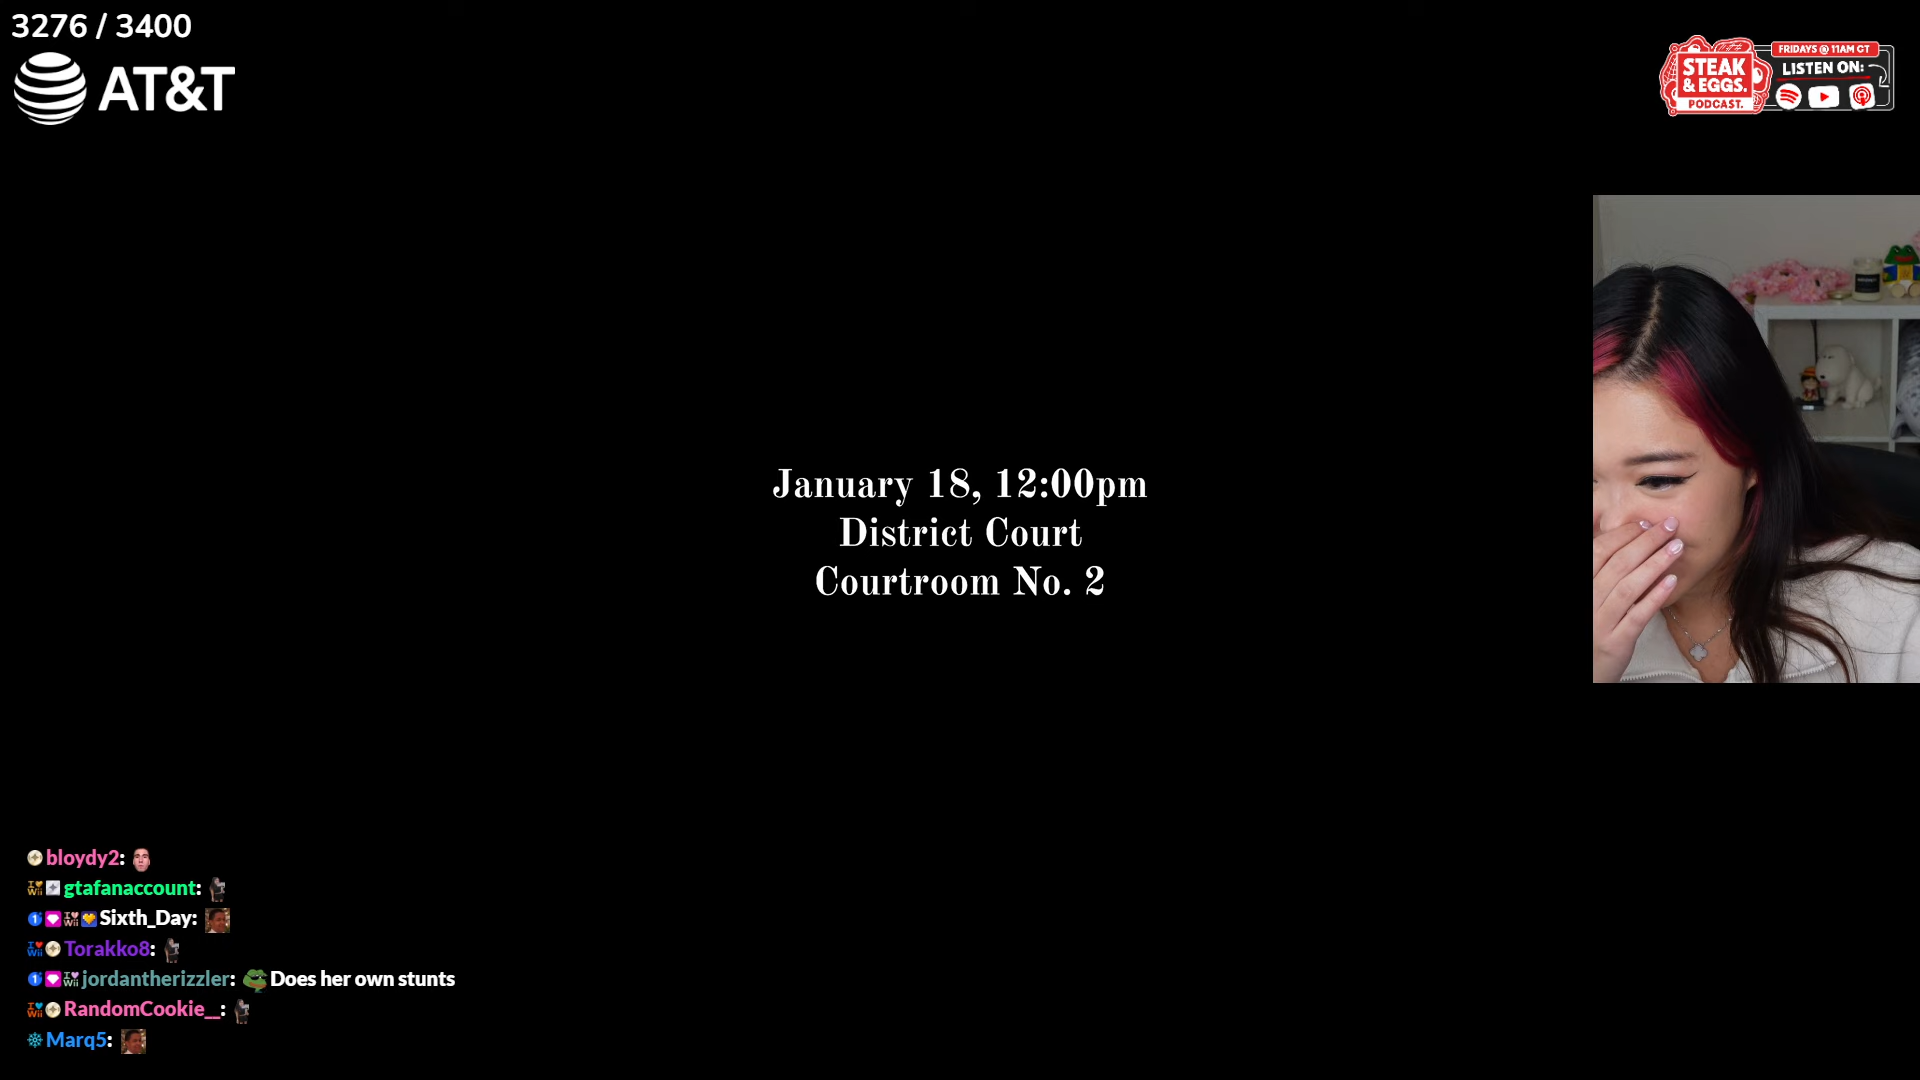 3276 / 3400
AT&T
FRIDAYS @ 11AM CT
STEAK
& EGGS.
PODCAST.
LISTEN ON:
January 18, 12:00pm
District Court
Courtroom No. 2
bloydy2:
gtafanaccount:
Sixth_Day:
Torakko8:
jordantherizzler: Does her own stunts
RandomCookie__:
Marq5: